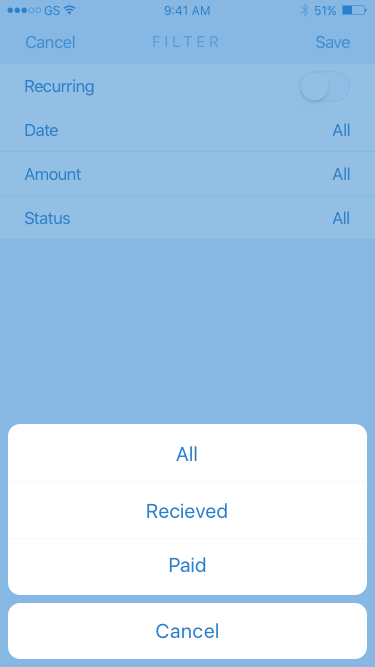 GS 9:41 AM 51%
Cancel FILTER Save
Recurring
Date All
Amount All
Status All
All
Recieved
Paid
Cancel